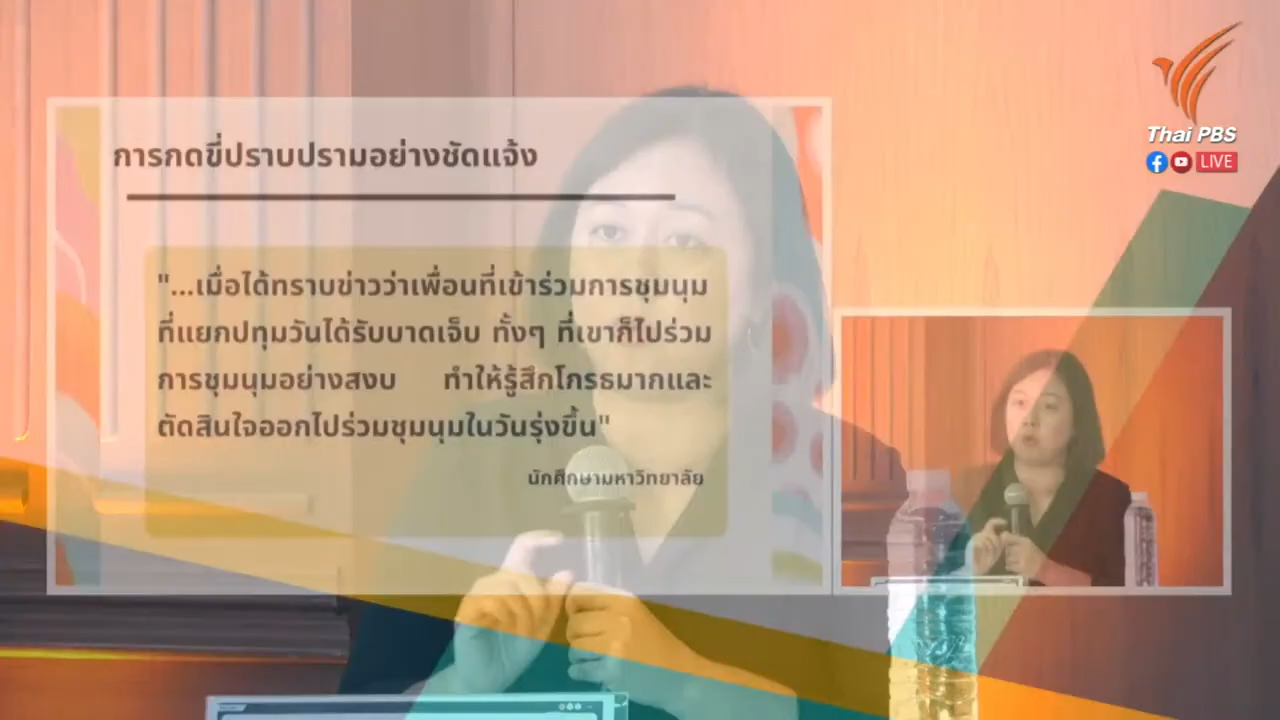 การกดขี่ปราบปรามอย่างชัดแจ้ง
"...เมื่อได้ทราบข่าวว่าเพื่อนที่เข้าร่วมการชุมนุม
ที่แยกปทุมวันได้รับบาดเจ็บ ทั้งๆ ที่เขาก็ไปร่วม
การชุมนุมอย่างสงบ ทำให้รู้สึกโกรธมากและ
ตัดสินใจออกไปร่วมชุมนุมในวันรุ่งขึ้น"
นักศึกษามหาวิทยาลัย
Thai PBS
LIVE